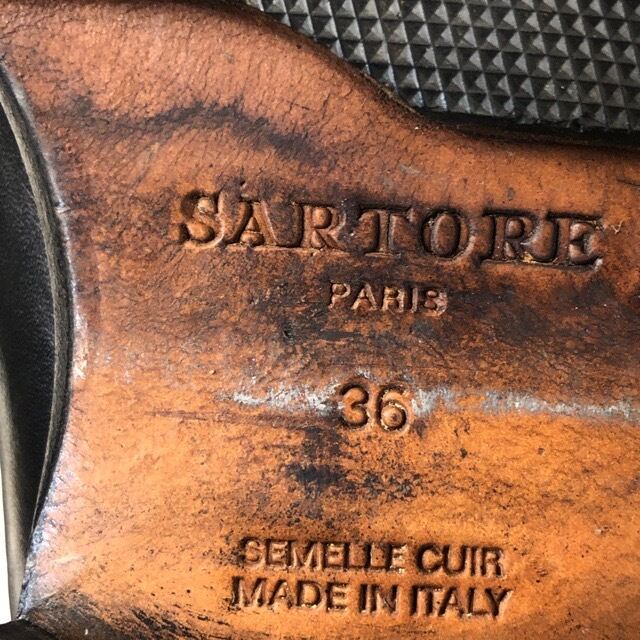 SARTORE
PARIS
36
SEMELLE CUIR
MADE IN ITALY